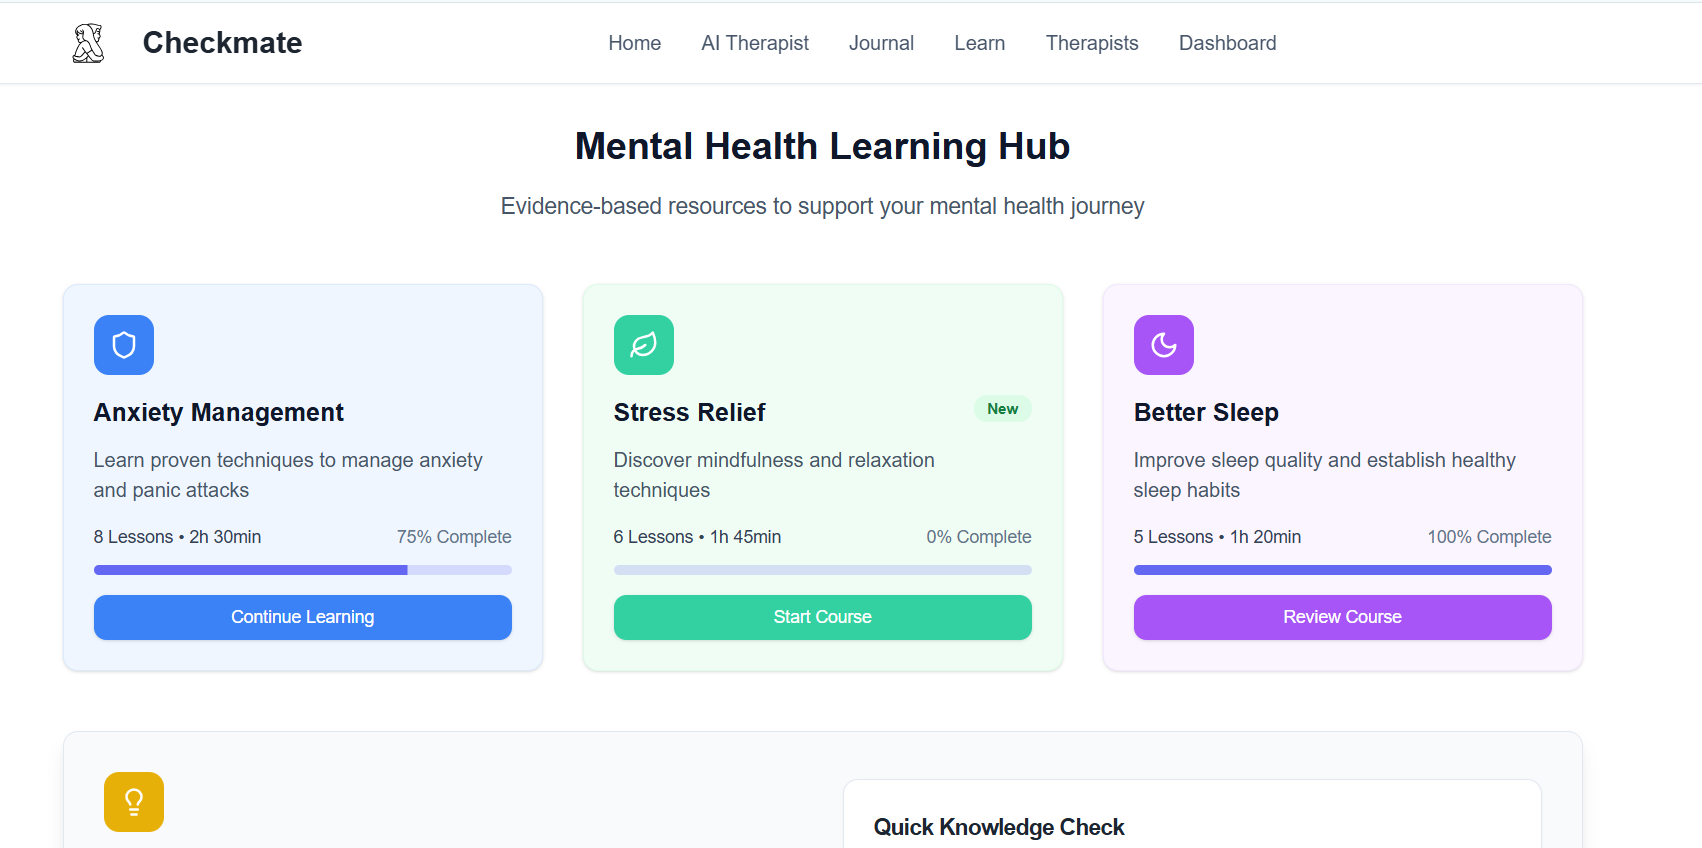 Checkmate
Home AI Therapist Journal Learn Therapists Dashboard
Mental Health Learning Hub
Evidence-based resources to support your mental health journey
Anxiety Management
Learn proven techniques to manage anxiety
and panic attacks
8 Lessons • 2h 30min 75% Complete
Continue Learning
Stress Relief New
Discover mindfulness and relaxation
techniques
6 Lessons • 1h 45min 0% Complete
Start Course
Better Sleep
Improve sleep quality and establish healthy
sleep habits
5 Lessons • 1h 20min 100% Complete
Review Course
Quick Knowledge Check